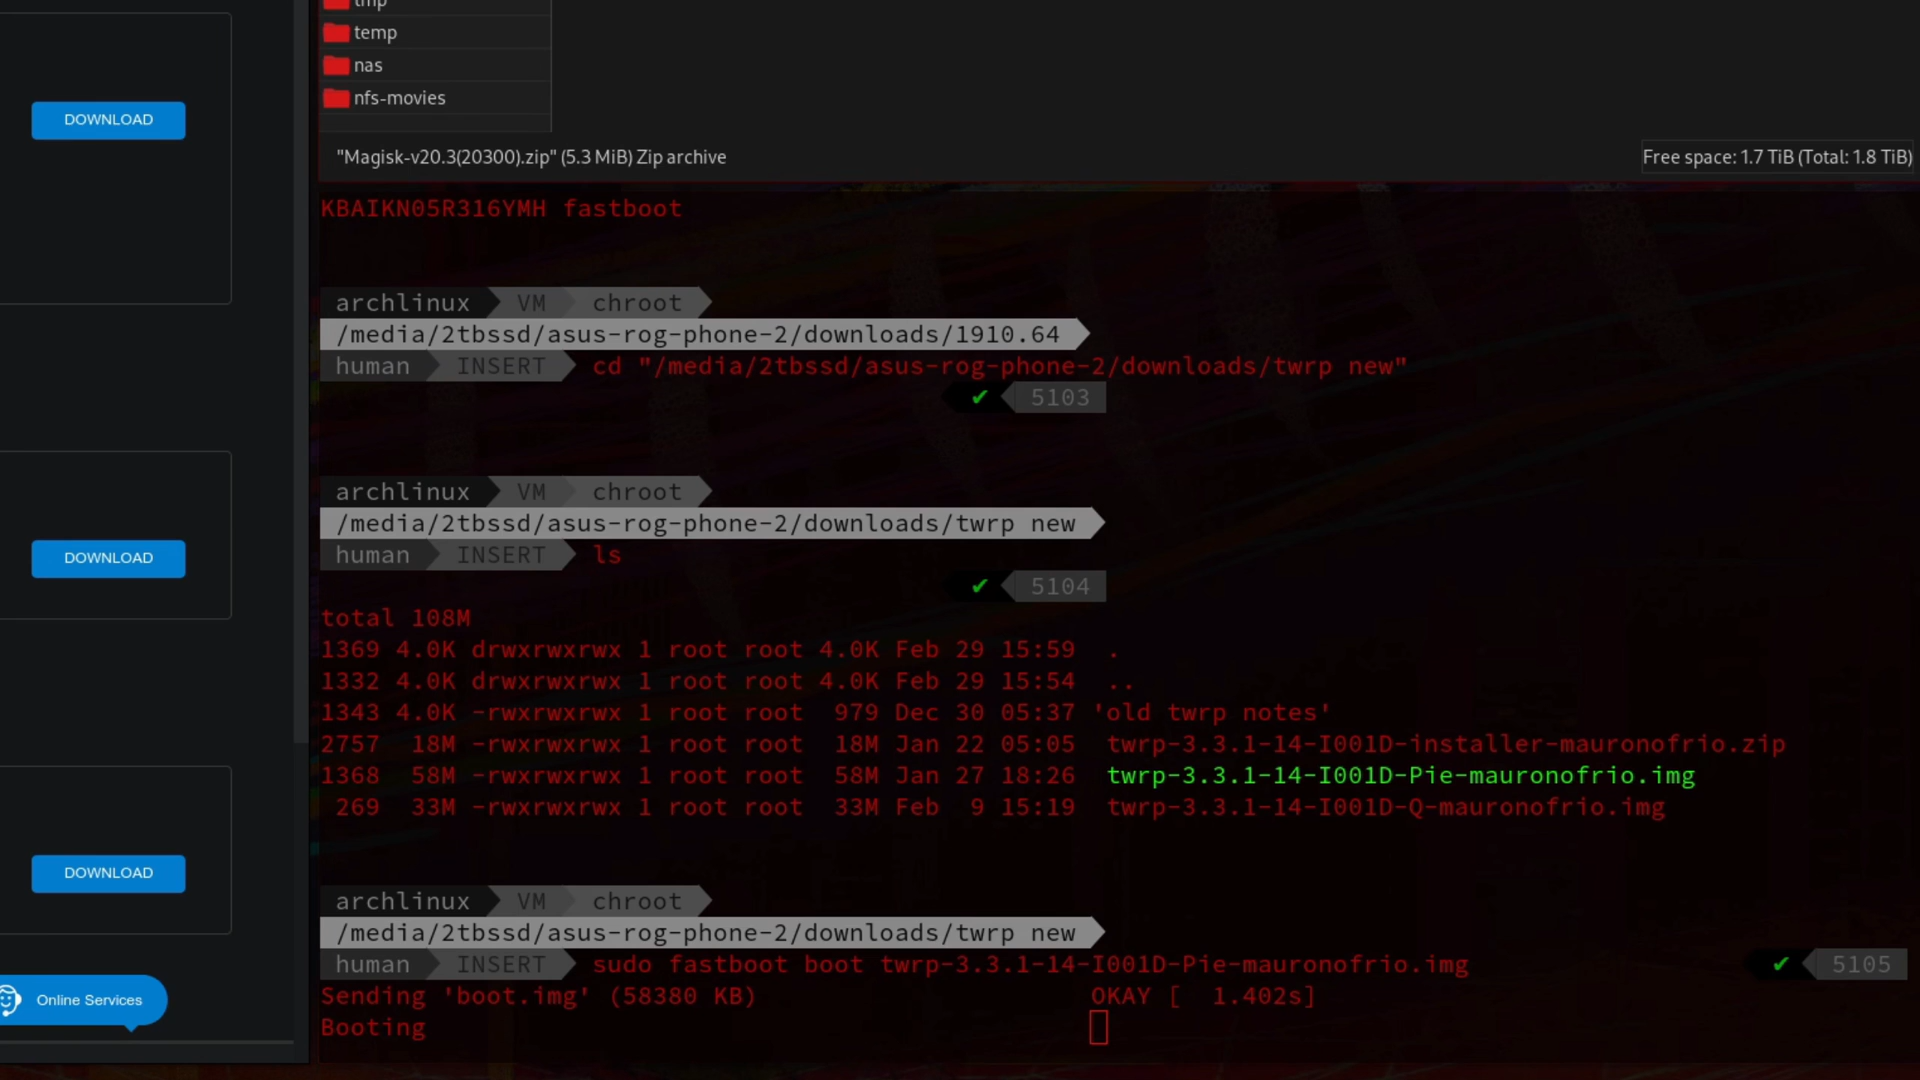 tmp
temp
nas
nfs-movies
DOWNLOAD
"Magisk-v20.3(20300).zip" (5.3 MiB) Zip archive
Free space: 1.7 TiB (Total: 1.8 TiB)
KBAIKN05R316YMH fastboot
archlinux VM chroot
/media/2tbssd/asus-rog-phone-2/downloads/1910.64
human INSERT cd "/media/2tbssd/asus-rog-phone-2/downloads/twrp new"
✔ 5103
archlinux VM chroot
/media/2tbssd/asus-rog-phone-2/downloads/twrp new
human INSERT ls
DOWNLOAD
✔ 5104
total 108M
1369 4.0K drwxrwxrwx 1 root root 4.0K Feb 29 15:59 .
1332 4.0K drwxrwxrwx 1 root root 4.0K Feb 29 15:54 ..
1343 4.0K -rwxrwxrwx 1 root root 979 Dec 30 05:37 'old twrp notes'
2757 18M -rwxrwxrwx 1 root root 18M Jan 22 05:05 twrp-3.3.1-14-I001D-installer-mauronofrio.zip
1368 58M -rwxrwxrwx 1 root root 58M Jan 27 18:26 twrp-3.3.1-14-I001D-Pie-mauronofrio.img
269 33M -rwxrwxrwx 1 root root 33M Feb 9 15:19 twrp-3.3.1-14-I001D-Q-mauronofrio.img
DOWNLOAD
archlinux VM chroot
/media/2tbssd/asus-rog-phone-2/downloads/twrp new
human INSERT sudo fastboot boot twrp-3.3.1-14-I001D-Pie-mauronofrio.img ✔ 5105
Sending 'boot.img' (58380 KB) OKAY [ 1.402s]
Booting
Online Services